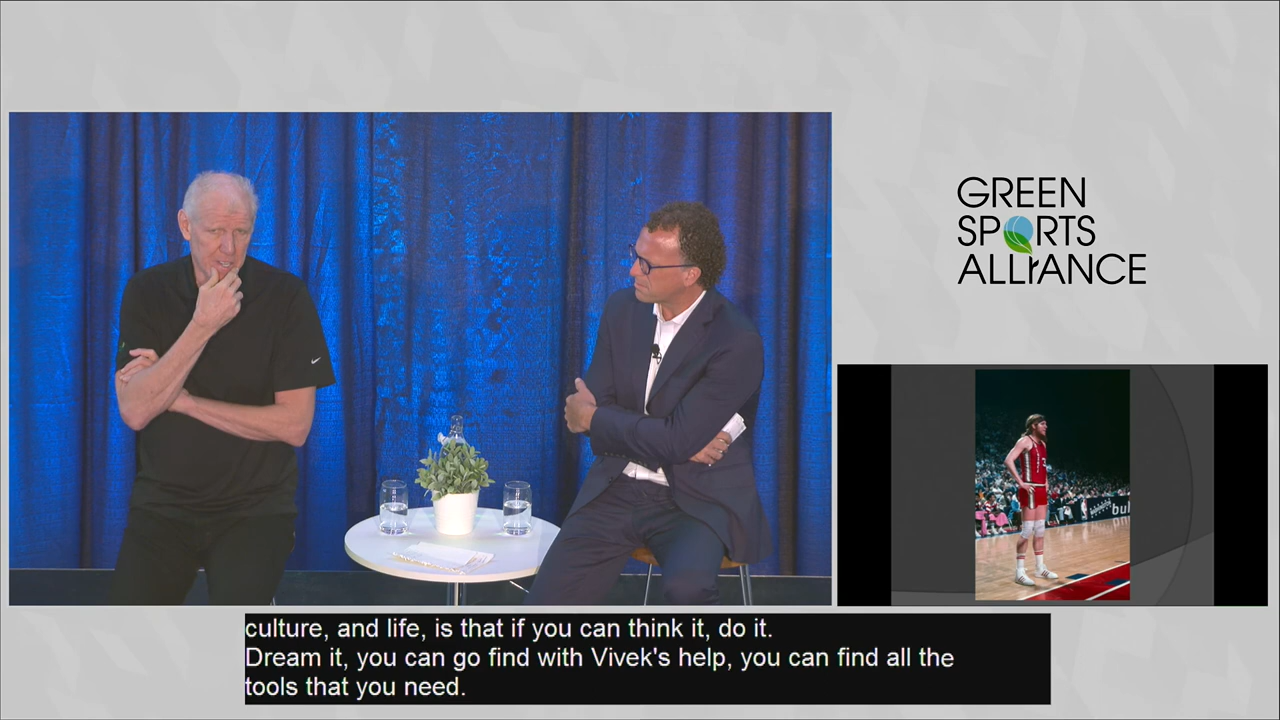 GREEN
SPORTS
ALLIANCE
bul
culture, and life, is that if you can think it, do it.
Dream it, you can go find with Vivek's help, you can find all the
tools that you need.